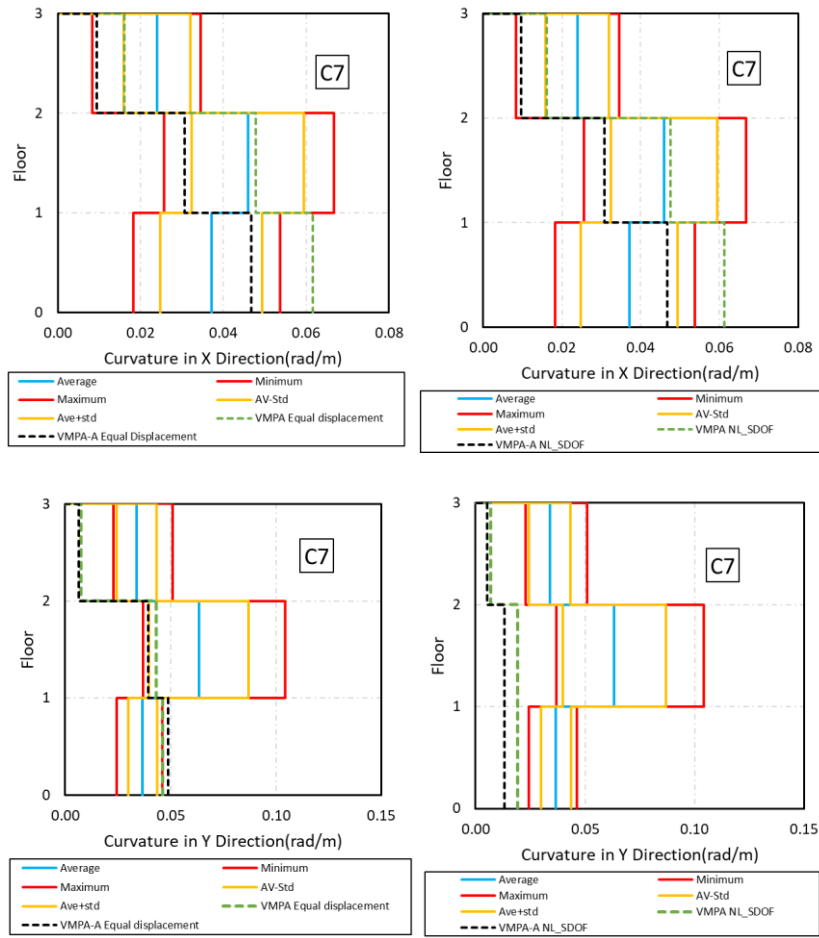 3
2
1
0
Floor
C7
0.00 0.02 0.04 0.06 0.08
Curvature in X Direction(rad/m)
Average Minimum
Maximum AV-Std
Ave+std VMPA Equal displacement
VMPA-A Equal Displacement
3
2
1
0
Floor
C7
0.00 0.02 0.04 0.06 0.08
Curvature in X Direction(rad/m)
Average Minimum
Maximum AV-Std
Ave+std VMPA NL_SDOF
VMPA-A NL_SDOF
3
2
1
0
Floor
C7
0.00 0.05 0.10 0.15
Curvature in Y Direction(rad/m)
Average Minimum
Maximum AV-Std
Ave+std VMPA Equal displacement
VMPA-A Equal displacement
3
2
1
0
Floor
C7
0.00 0.05 0.10 0.15
Curvature in Y Direction(rad/m)
Average Minimum
Maximum AV-Std
Ave+std VMPA NL_SDOF
VMPA-A NL_SDOF